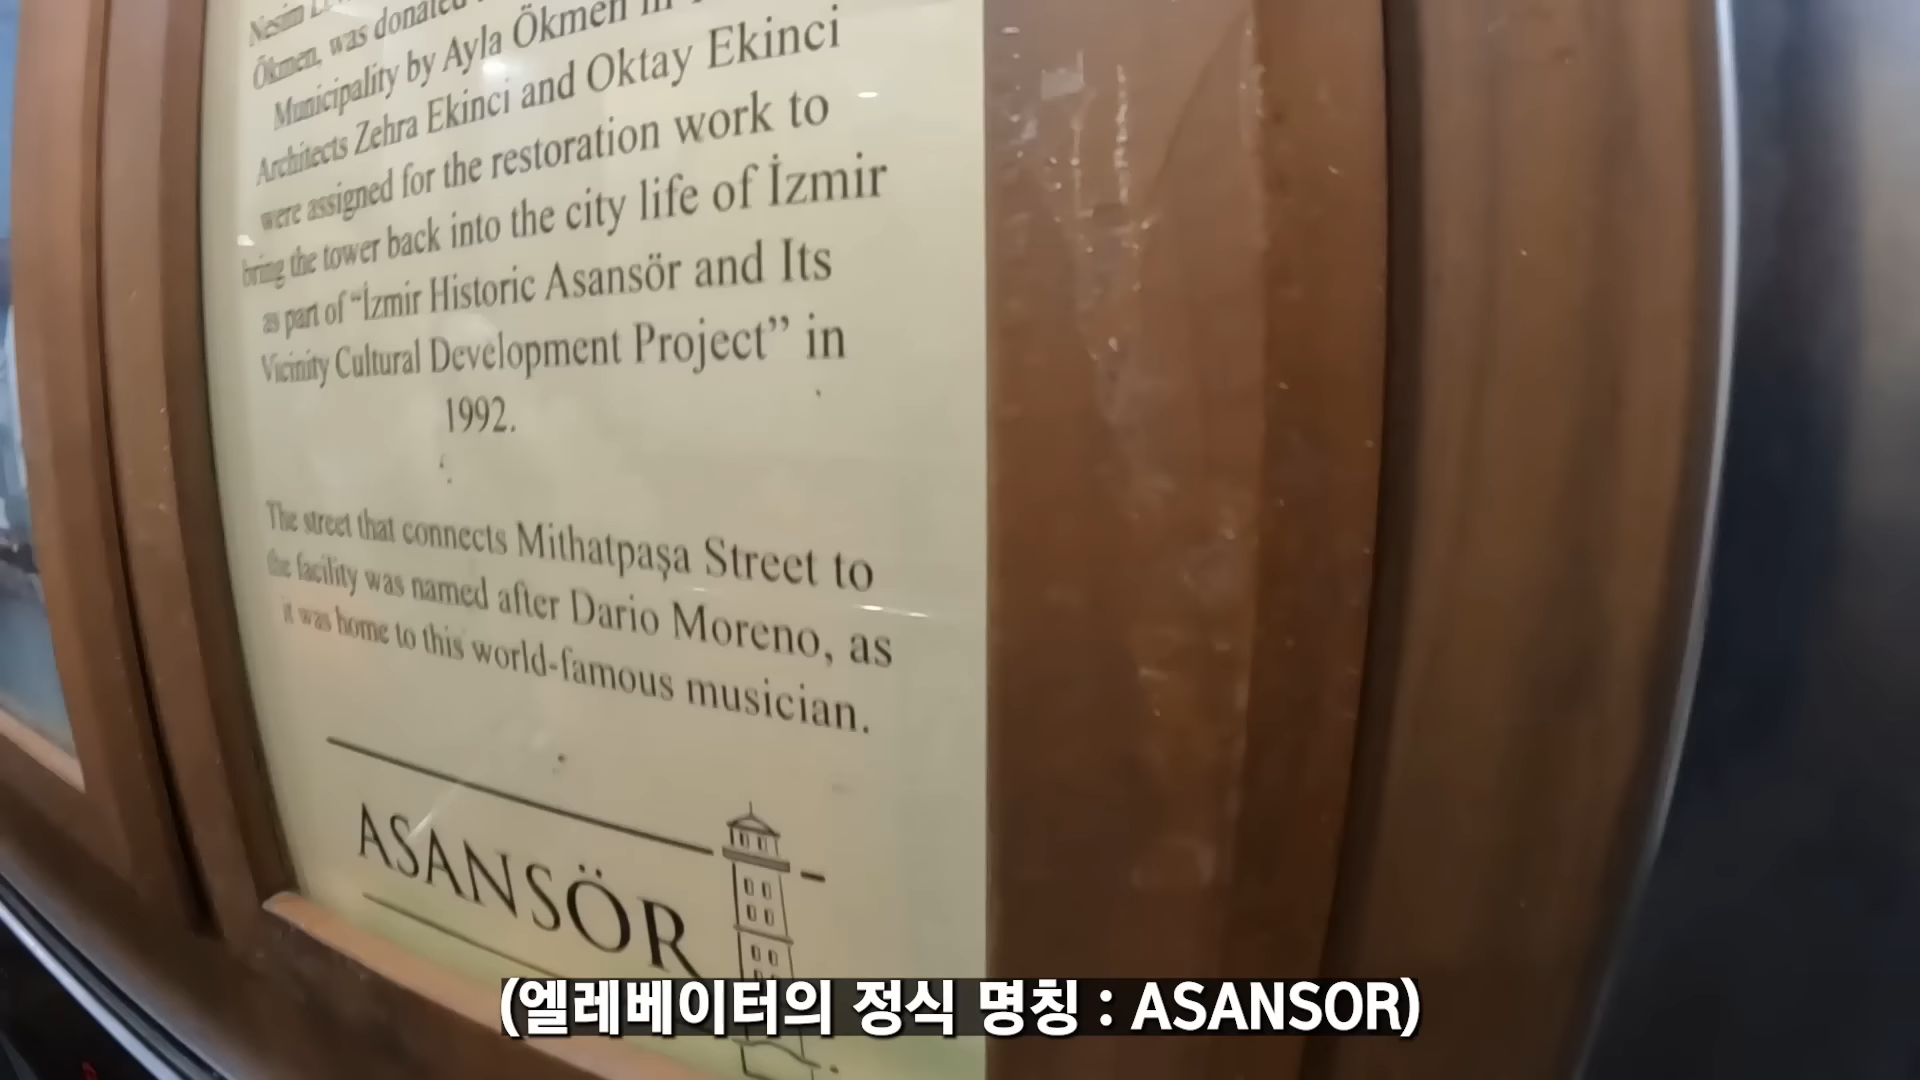 Nesim
Ökmen, was donated
Municipality by Ayla Ökmen in
Architects Zehra Ekinci and Oktay Ekinci
were assigned for the restoration work to
bring the tower back into the city life of İzmir
as part of “İzmir Historic Asansör and Its
Vicinity Cultural Development Project” in
1992.
The street that connects Mithatpaşa Street to
the facility was named after Dario Moreno, as
it was home to this world-famous musician.
ASANSÖR
(엘레베이터의 정식 명칭 : ASANSOR)